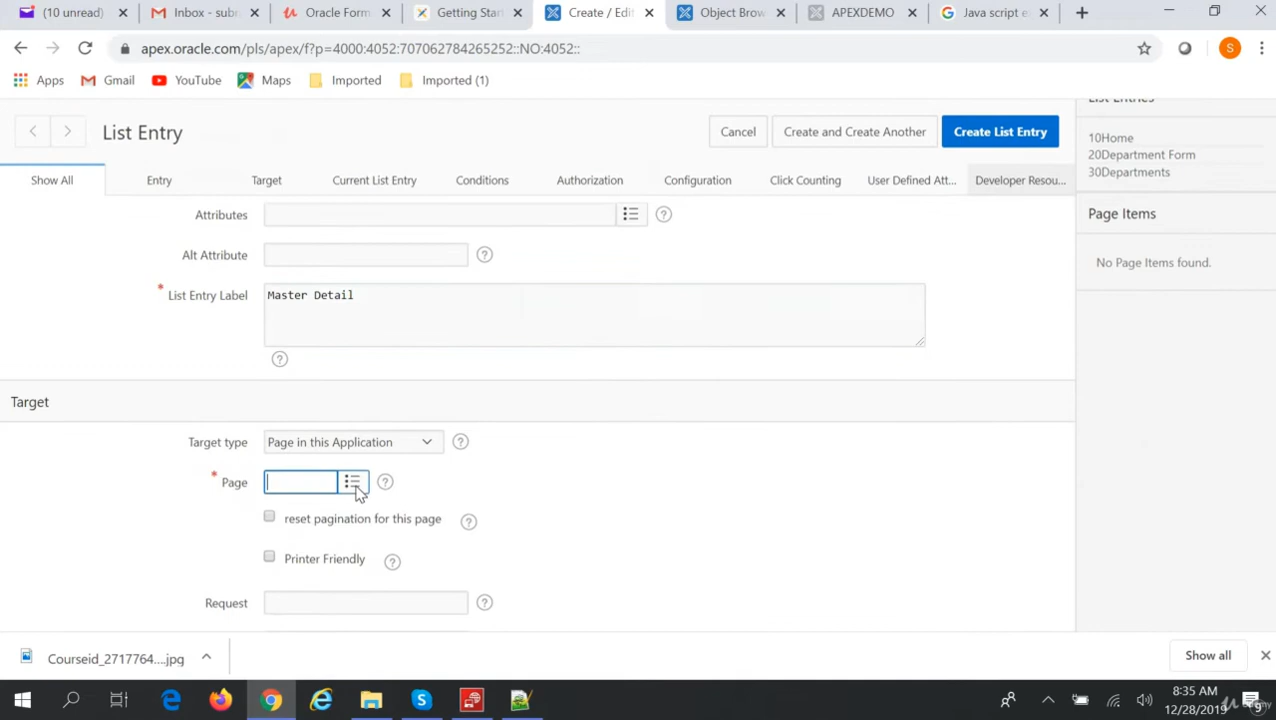 (10 unread)
Inbox - subr
Oracle Form
Getting Star
Create / Edi
Object Brow
APEXDEMO
Java script e
apex.oracle.com/pls/apex/f?p=4000:4052:707062784265252::NO:4052::
S
Apps
Gmail
YouTube
Maps
Imported
Imported (1)
List Entry
Cancel
Create and Create Another
Create List Entry
List Entries
10Home
20Department Form
30Departments
Page Items
No Page Items found.
Show All
Entry
Target
Current List Entry
Conditions
Authorization
Configuration
Click Counting
User Defined Att...
Developer Resou...
Attributes
Alt Attribute
* List Entry Label
Master Detail
Target
Target type
Page in this Application
* Page
reset pagination for this page
Printer Friendly
Request
Courseid_2717764....jpg
Show all
8:35 AM
12/28/2019